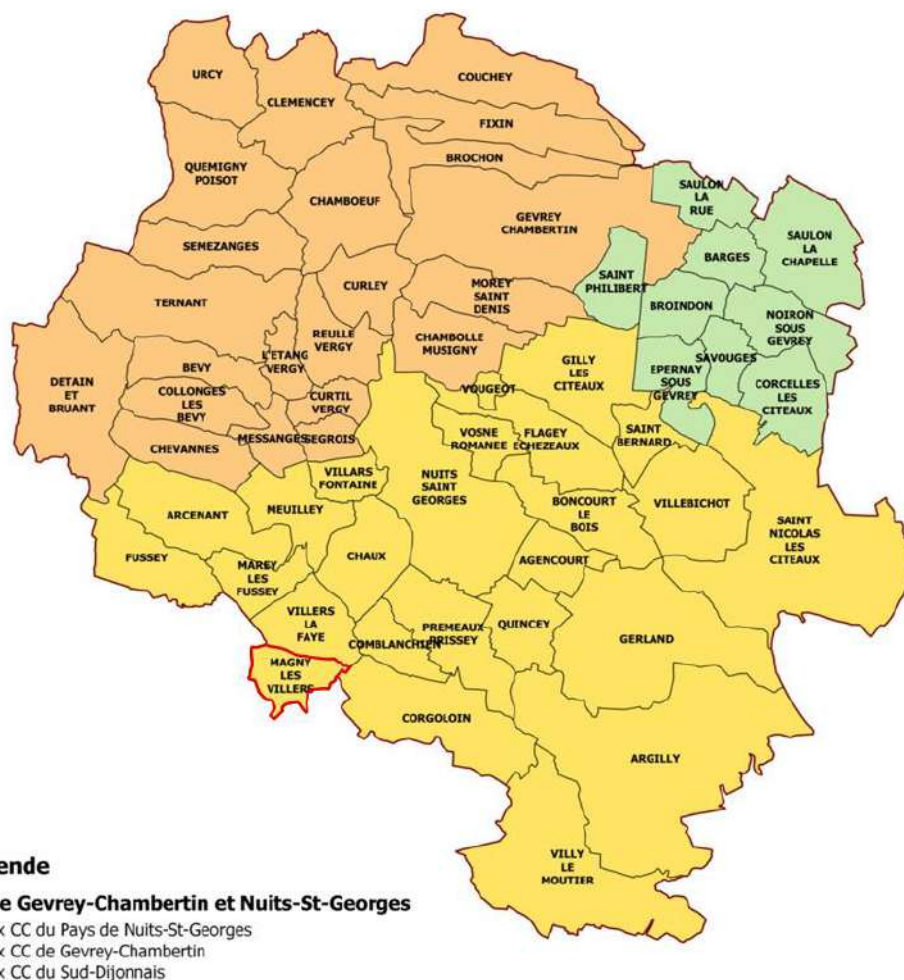 URCY
CLEMENCEY
COUCHEY
FIXIN
BROCHON
QUEMIGNY
POISOT
CHAMBOEUF
GEVREY
CHAMBERTIN
SAULON
LA
RUE
SAULON
LA
CHAPELLE
SEMEZANGES
BARGES
CURLEY
SAINT
PHILIBERT
MOREY
SAINT
DENIS
TERNANT
BROINDON
NOIRON
SOUS
GEVREY
REULLE
VERGY
CHAMBOLLE
MUSIGNY
L'ETANG
VERGY
GILLY
LES
CITEAUX
SAVOUGES
BEVY
EPERNAY
SOUS
GEVREY
DETAIN
ET
BRUANT
COLLONGES
LES
BEVY
CURTIL
VERGY
VOUGEOT
CORCELLES
LES
CITEAUX
CHEVANNES
MESSANGES
SEGROIS
VOSNE
ROMANEE
FLAGEY
ECHEZEAUX
SAINT
BERNARD
VILLARS
FONTAINE
NUITS
SAINT
GEORGES
ARCENANT
MEUILLEY
BONCOURT
LE
BOIS
VILLEBICHOT
SAINT
NICOLAS
LES
CITEAUX
FUSSEY
MAREY
LES
FUSSEY
CHAUX
AGENCOURT
VILLERS
LA
FAYE
COMBLANCHIEN
PREMEAUX
PRISSEY
QUINCEY
GERLAND
MAGNY
LES
VILLERS
CORGOLOIN
ARGILLY
VILLY
LE
MOUTIER
ende
e Gevrey-Chambertin et Nuits-St-Georges
x CC du Pays de Nuits-St-Georges
x CC de Gevrey-Chambertin
x CC du Sud-Dijonnais